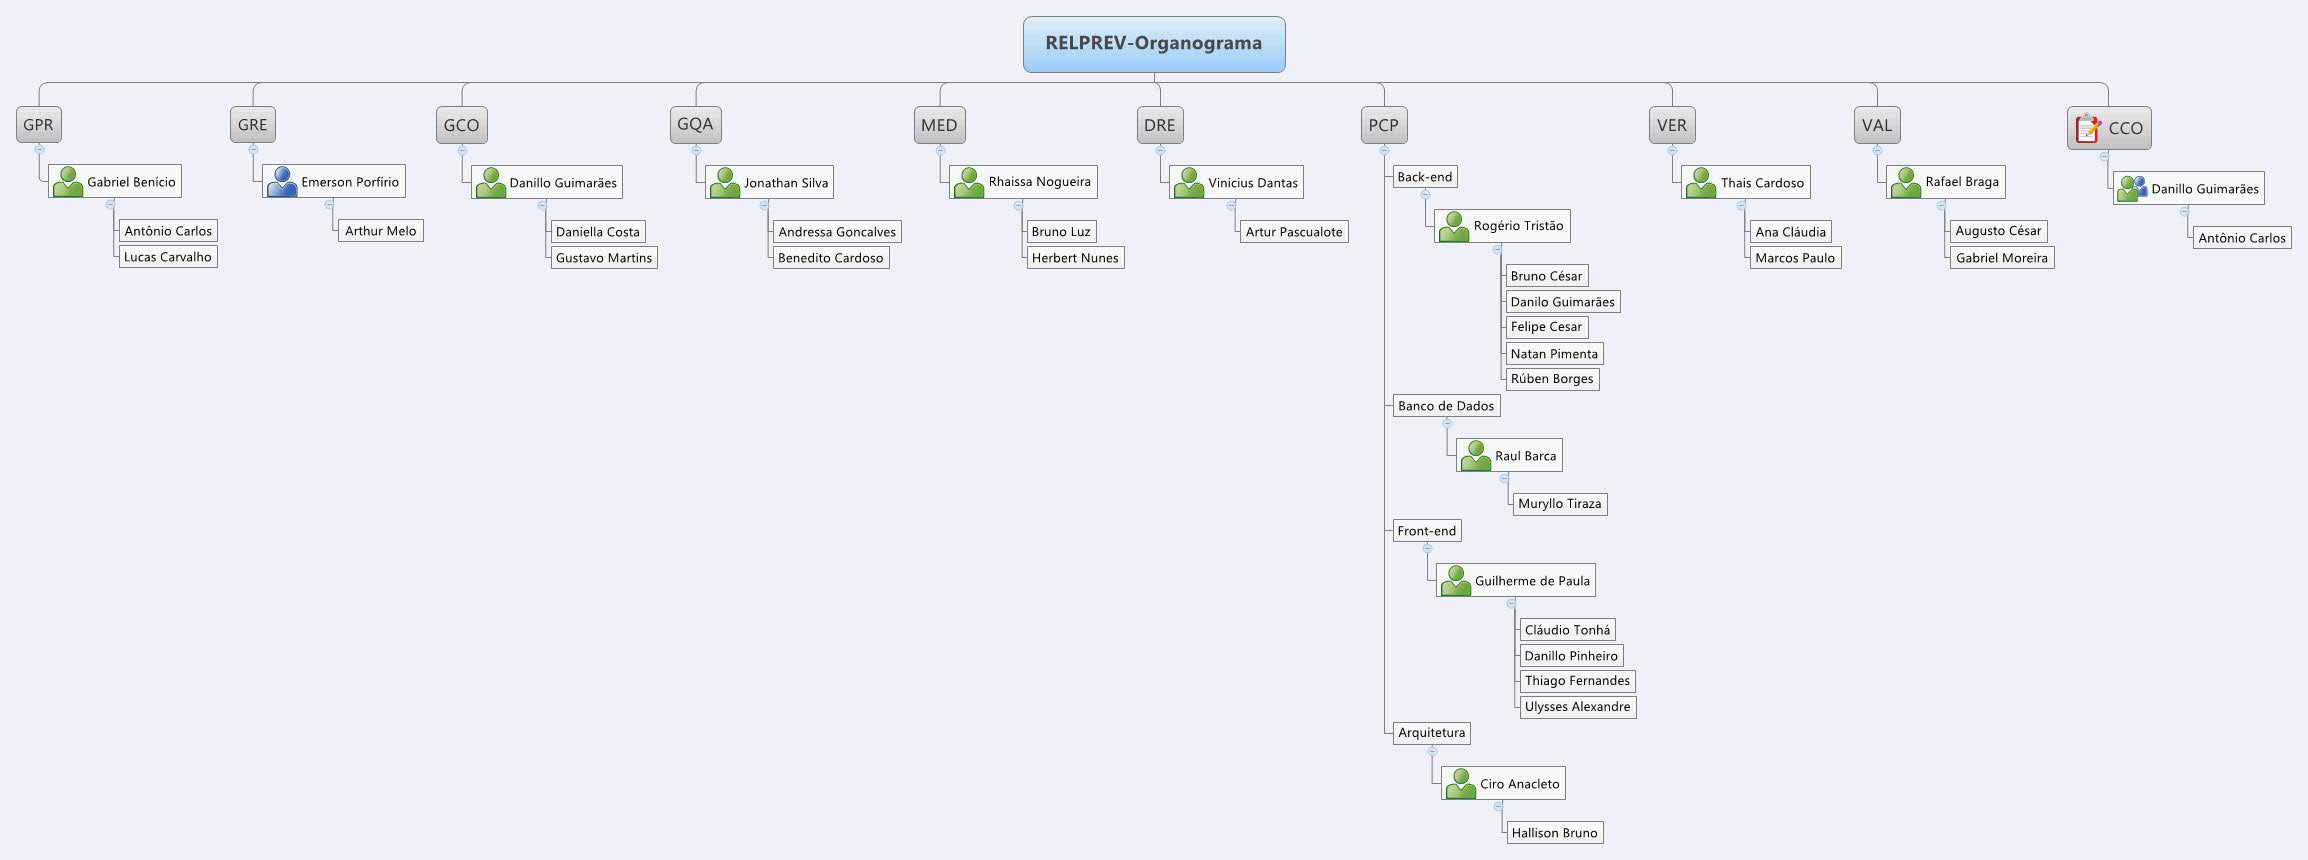 RELPREV-Organograma
GPR
Gabriel Benício
Antônio Carlos
Lucas Carvalho
GRE
Emerson Porfírio
Arthur Melo
GCO
Danillo Guimarães
Daniella Costa
Gustavo Martins
GQA
Jonathan Silva
Andressa Goncalves
Benedito Cardoso
MED
Rhaissa Nogueira
Bruno Luz
Herbert Nunes
DRE
Vinicius Dantas
Artur Pascualote
PCP
Back-end
Rogério Tristão
Bruno César
Danilo Guimarães
Felipe Cesar
Natan Pimenta
Rúben Borges
Banco de Dados
Raul Barca
Muryllo Tiraza
Front-end
Guilherme de Paula
Cláudio Tonhá
Danillo Pinheiro
Thiago Fernandes
Ulysses Alexandre
Arquitetura
Ciro Anacleto
Hallison Bruno
VER
Thais Cardoso
Ana Cláudia
Marcos Paulo
VAL
Rafael Braga
Augusto César
Gabriel Moreira
CCO
Danillo Guimarães
Antônio Carlos